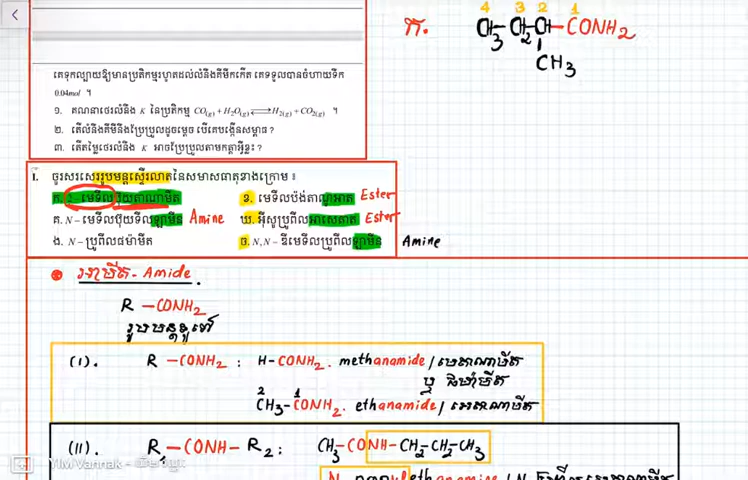 គេទុកល្បាយឱ្យមានប្រតិកម្មរហូតដល់លំនឹងគីមីកកើត គេទទួលបានចំហាយទឹក
0.04mol ។
១. គណនាថេរលំនឹង K នៃប្រតិកម្ម CO(g) + H₂O(g) ⇌ H₂(g) + CO₂(g) ។
២. តើលំនឹងគីមីនឹងប្រែប្រួលដូចម្តេច បើគេបង្កើនសម្ពាធ ?
៣. តើតម្លៃថេរលំនឹង K អាចប្រែប្រួលតាមកត្តាអ្វីខ្លះ ?
ក. 4 3 2 1
CH₃-CH₂-CH-CONH₂
CH₃
1. ចូរសរសេររូបមន្តស្ទើរលាតនៃសមាសធាតុខាងក្រោម ៖
ក. 2-មេទីលប៊ុយតាណាមីត ខ. មេទីលប៉ង់តាណូអាត Ester
គ. N-មេទីលប៊ុយទីលឡាមីន Amine ឃ. អ៊ីសូប្រូពីលអាសេតាត Ester
ង. N-ប្រូពីលផមាមីត ច. N,N-ឌីមេទីលប្រូពីលឡាមីន Amine
អាមីត - Amide.
R-CONH₂
រូបមន្តទូទៅ
(I). R-CONH₂ : H-CONH₂. methanamide/មេតាណាមីត
ឬ
2 1
CH₃-CONH₂. ethanamide/អេតាណាមីត
(II) R₁-CONH-R₂ : CH₃-CONH-CH₂-CH₂-CH₃
YIM Vannak